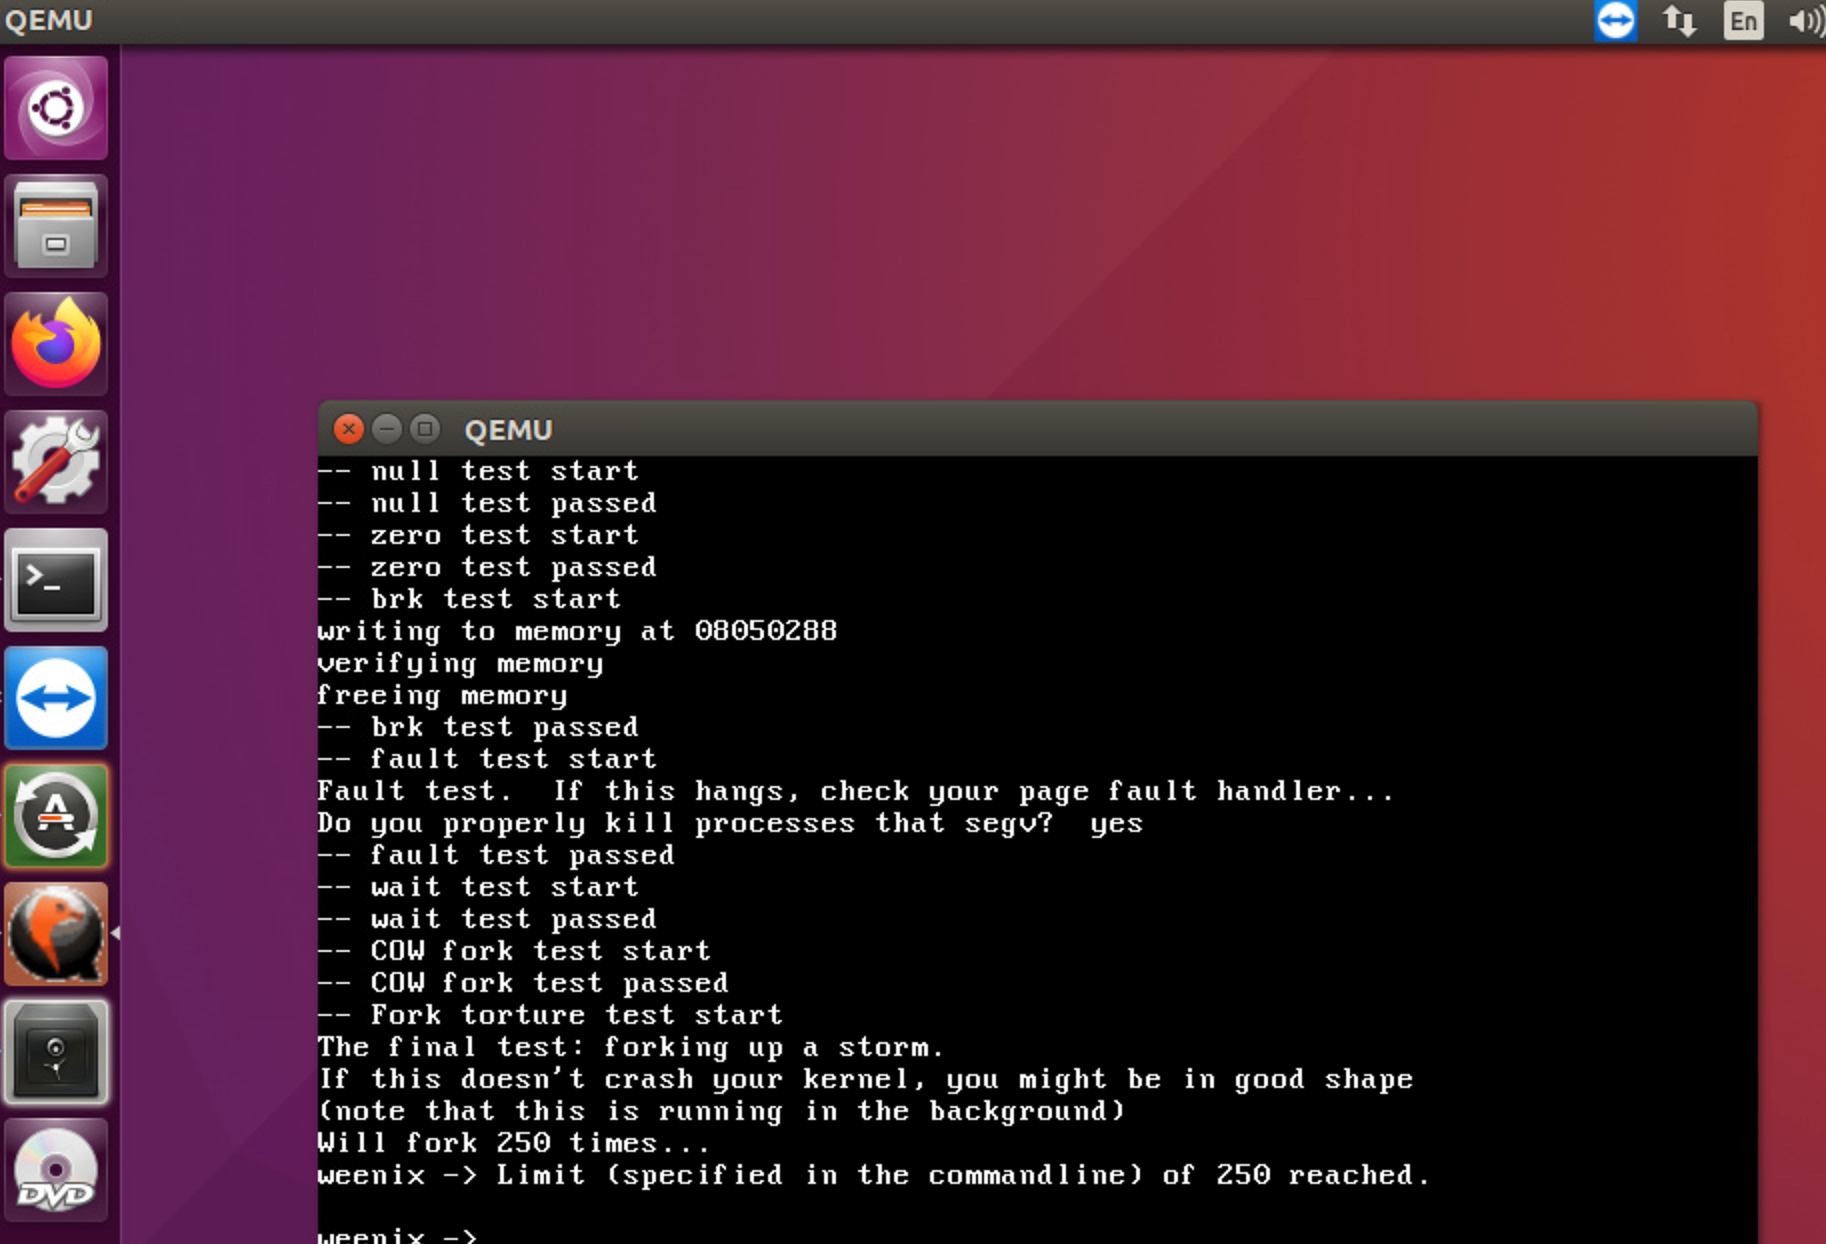 QEMU
En
QEMU
-- null test start
-- null test passed
-- zero test start
-- zero test passed
-- brk test start
writing to memory at 08050288
verifying memory
freeing memory
-- brk test passed
-- fault test start
Fault test.  If this hangs, check your page fault handler...
Do you properly kill processes that segv?  yes
-- fault test passed
-- wait test start
-- wait test passed
-- COW fork test start
-- COW fork test passed
-- Fork torture test start
The final test: forking up a storm.
If this doesn't crash your kernel, you might be in good shape
(note that this is running in the background)
Will fork 250 times...
weenix -> Limit (specified in the commandline) of 250 reached.
weenix ->
>_
A
DVD